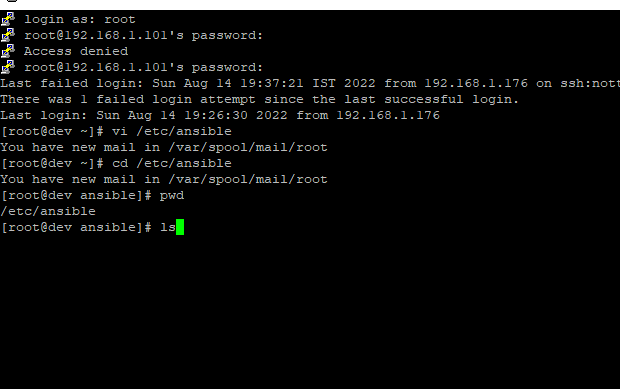 login as: root
root@192.168.1.101's password:
Access denied
root@192.168.1.101's password:
Last failed login: Sun Aug 14 19:37:21 IST 2022 from 192.168.1.176 on ssh:nott
There was 1 failed login attempt since the last successful login.
Last login: Sun Aug 14 19:26:30 2022 from 192.168.1.176
[root@dev ~]# vi /etc/ansible
You have new mail in /var/spool/mail/root
[root@dev ~]# cd /etc/ansible
You have new mail in /var/spool/mail/root
[root@dev ansible]# pwd
/etc/ansible
[root@dev ansible]# ls